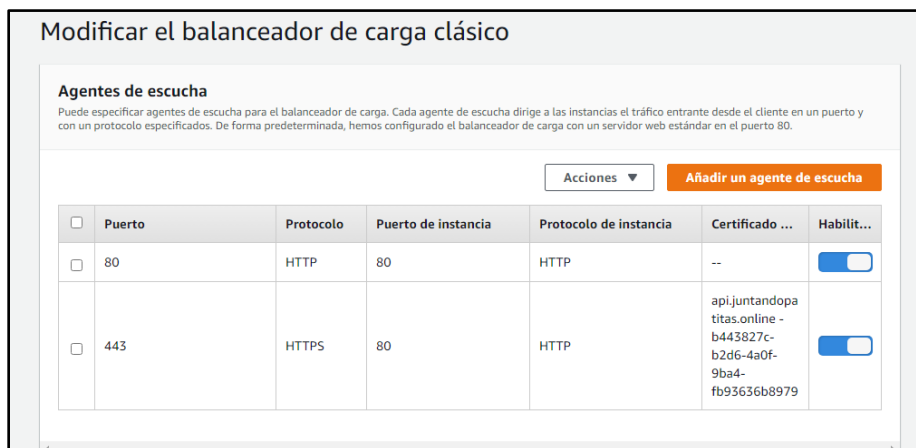 Modificar el balanceador de carga clásico
Agentes de escucha
Puede especificar agentes de escucha para el balanceador de carga. Cada agente de escucha dirige a las instancias el tráfico entrante desde el cliente en un puerto y
con un protocolo especificados. De forma predeterminada, hemos configurado el balanceador de carga con un servidor web estándar en el puerto 80.
Acciones ▼ Añadir un agente de escucha
Puerto Protocolo Puerto de instancia Protocolo de instancia Certificado ... Habilit...
80 HTTP 80 HTTP --
api.juntandopa
titas.online -
b443827c-
443 HTTPS 80 HTTP b2d6-4a0f-
9ba4-
fb93636b8979